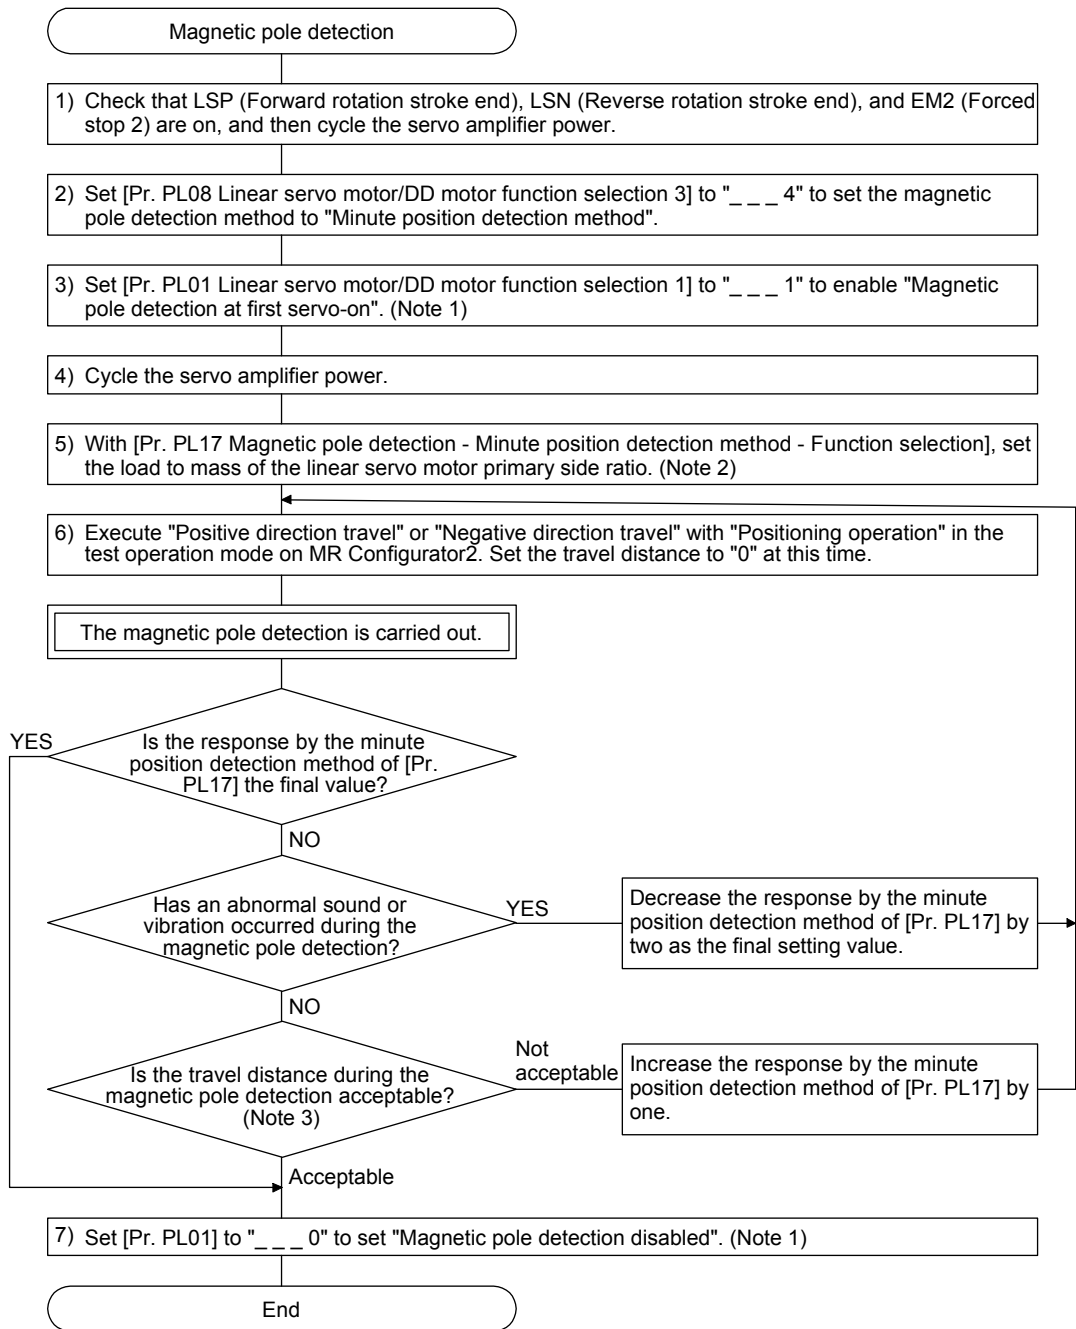 Magnetic pole detection
1) Check that LSP (Forward rotation stroke end), LSN (Reverse rotation stroke end), and EM2 (Forced
stop 2) are on, and then cycle the servo amplifier power.
2) Set [Pr. PL08 Linear servo motor/DD motor function selection 3] to "_ _ _ 4" to set the magnetic
pole detection method to "Minute position detection method".
3) Set [Pr. PL01 Linear servo motor/DD motor function selection 1] to "_ _ _ 1" to enable "Magnetic
pole detection at first servo-on". (Note 1)
4) Cycle the servo amplifier power.
5) With [Pr. PL17 Magnetic pole detection - Minute position detection method - Function selection], set
the load to mass of the linear servo motor primary side ratio. (Note 2)
6) Execute "Positive direction travel" or "Negative direction travel" with "Positioning operation" in the
test operation mode on MR Configurator2. Set the travel distance to "0" at this time.
The magnetic pole detection is carried out.
YES
Is the response by the minute
position detection method of [Pr.
PL17] the final value?
NO
Has an abnormal sound or
vibration occurred during the
magnetic pole detection?
YES
Decrease the response by the minute
position detection method of [Pr. PL17] by
two as the final setting value.
NO
Is the travel distance during the
magnetic pole detection acceptable?
(Note 3)
Not
acceptable
Increase the response by the minute
position detection method of [Pr. PL17] by
one.
Acceptable
7) Set [Pr. PL01] to "_ _ _ 0" to set "Magnetic pole detection disabled". (Note 1)
End